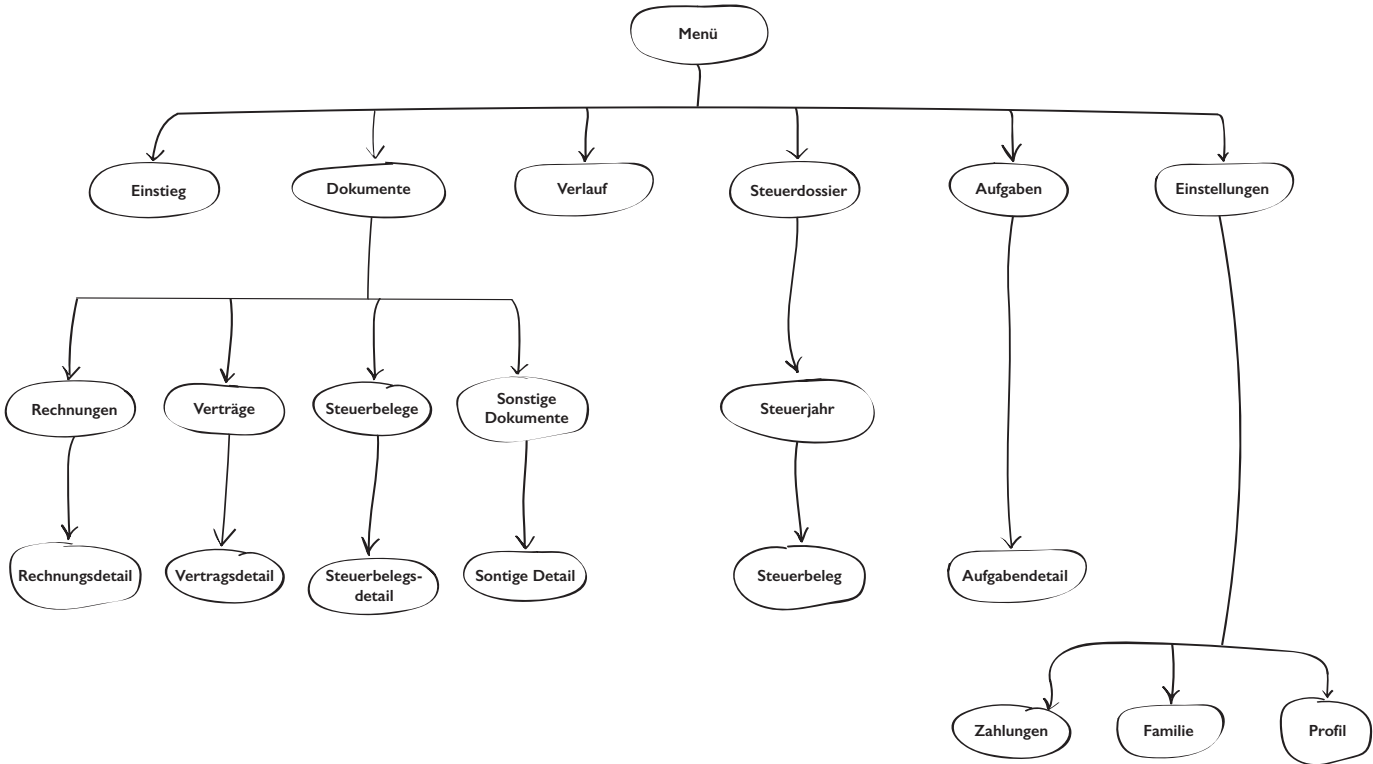 Menü
Einstieg
Dokumente
Verlauf
Steuerdossier
Aufgaben
Einstellungen
Rechnungen
Verträge
Steuerbelege
Sonstige
Dokumente
Steuerjahr
Rechnungsdetail
Vertragsdetail
Steuerbelegs-
detail
Sontige Detail
Steuerbeleg
Aufgabendetail
Zahlungen
Familie
Profil